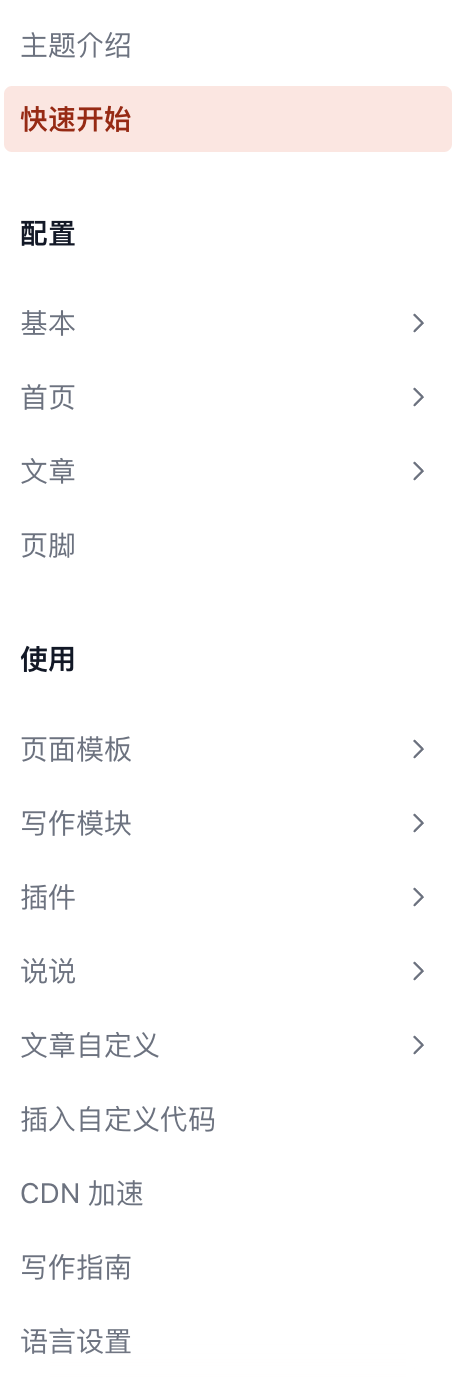 主题介绍
快速开始
配置
基本
首页
文章
页脚
使用
页面模板
写作模块
插件
说说
文章自定义
插入自定义代码
CDN 加速
写作指南
语言设置